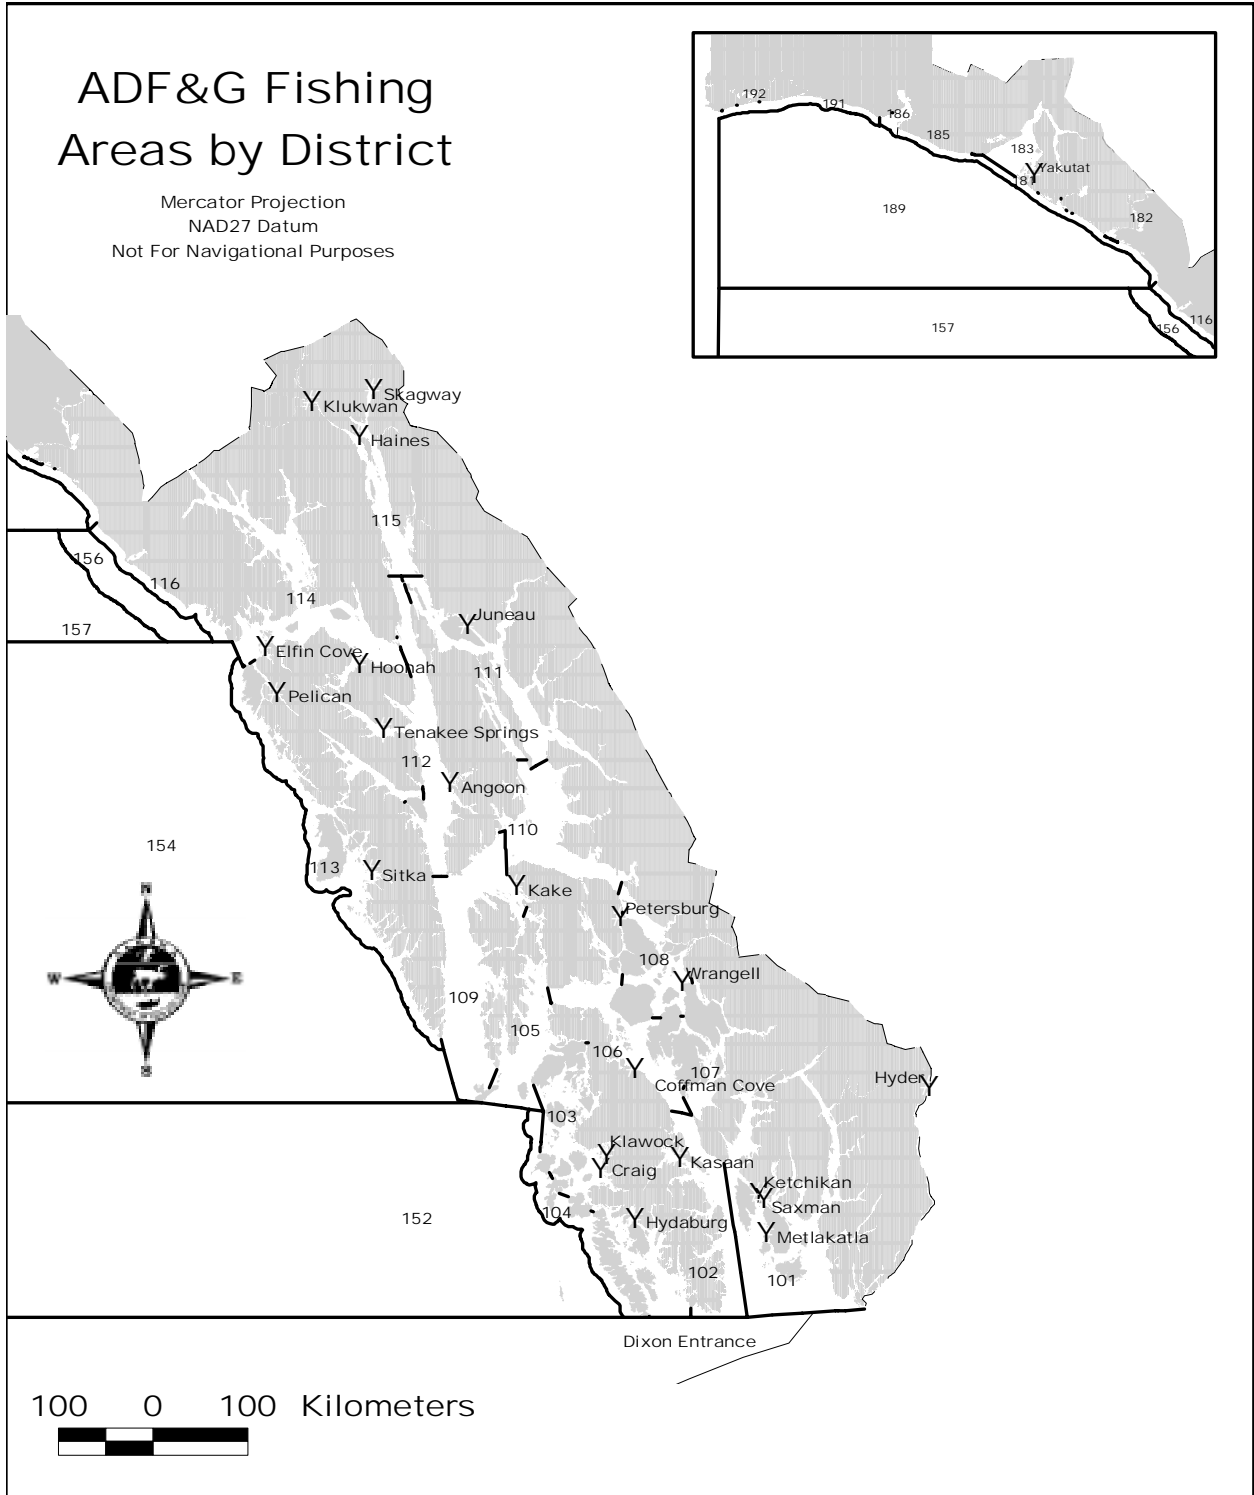 ADF&G Fishing
Areas by District
Mercator Projection
NAD27 Datum
Not For Navigational Purposes
192
191
186
185
183
Yakutat
181
182
189
157
156
116
Skagway
Klukwan
Haines
115
156
116
114
157
Juneau
Elfin Cove
Hoonah
111
Pelican
Tenakee Springs
112
Angoon
110
154
113
Sitka
Kake
Petersburg
N
108
Wrangell
W
E
109
105
106
S
107
Hyder
Coffman Cove
103
Klawock
Kasaan
Craig
Ketchikan
Saxman
104
152
Hydaburg
Metlakatla
102
101
Dixon Entrance
100 0 100 Kilometers